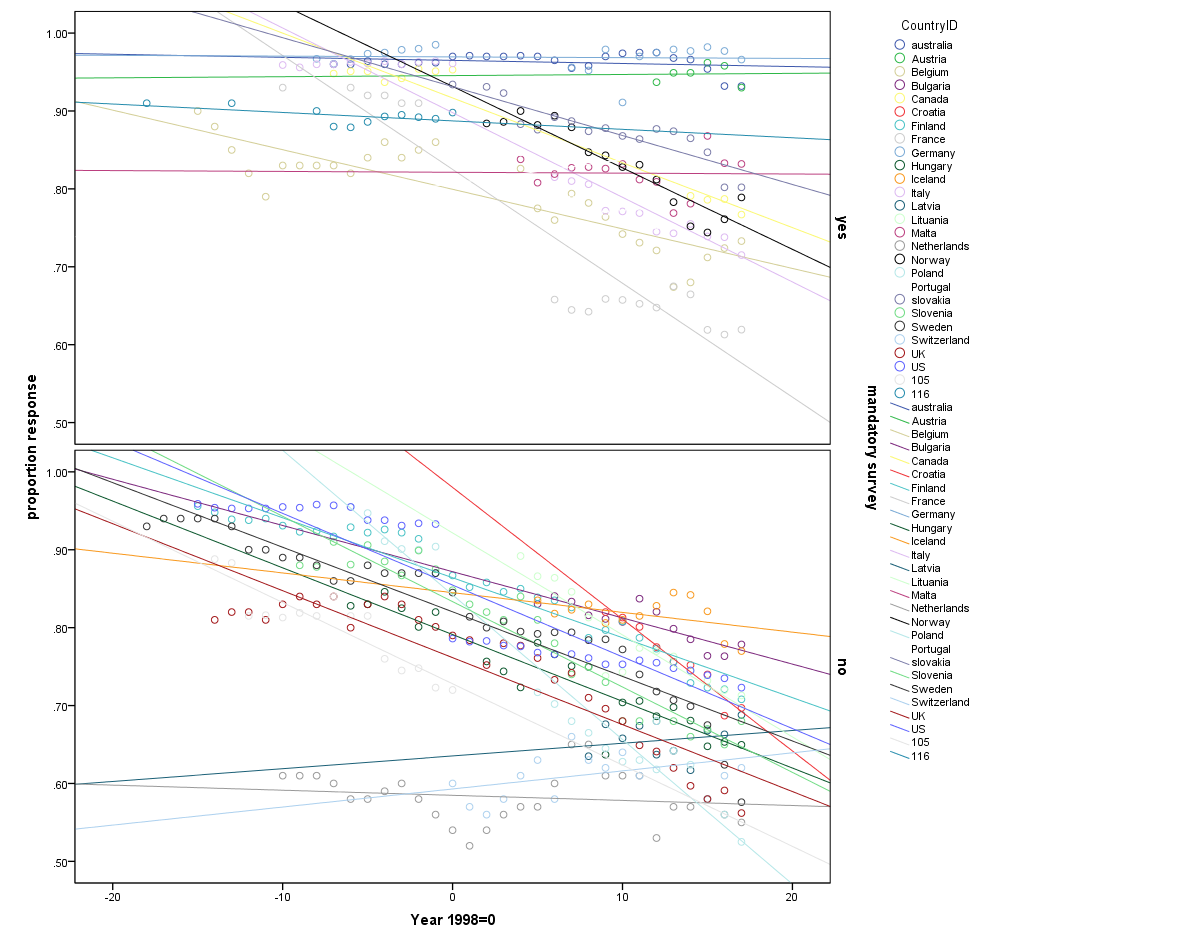 CountryID
australia
Austria
Belgium
Bulgaria
Canada
Croatia
Finland
France
Germany
Hungary
Iceland
Italy
Latvia
Lituania
Malta
Netherlands
Norway
Poland
Portugal
slovakia
Slovenia
Sweden
Switzerland
UK
US
105
116
australia
Austria
Belgium
Bulgaria
Canada
Croatia
Finland
France
Germany
Hungary
Iceland
Italy
Latvia
Lituania
Malta
Netherlands
Norway
Poland
Portugal
slovakia
Slovenia
Sweden
Switzerland
UK
US
105
116
1.00
.90
.80
.70
.60
.50
yes
proportion response
mandatory survey
1.00
.90
.80
.70
.60
.50
no
-20 -10 0 10 20
Year 1998=0